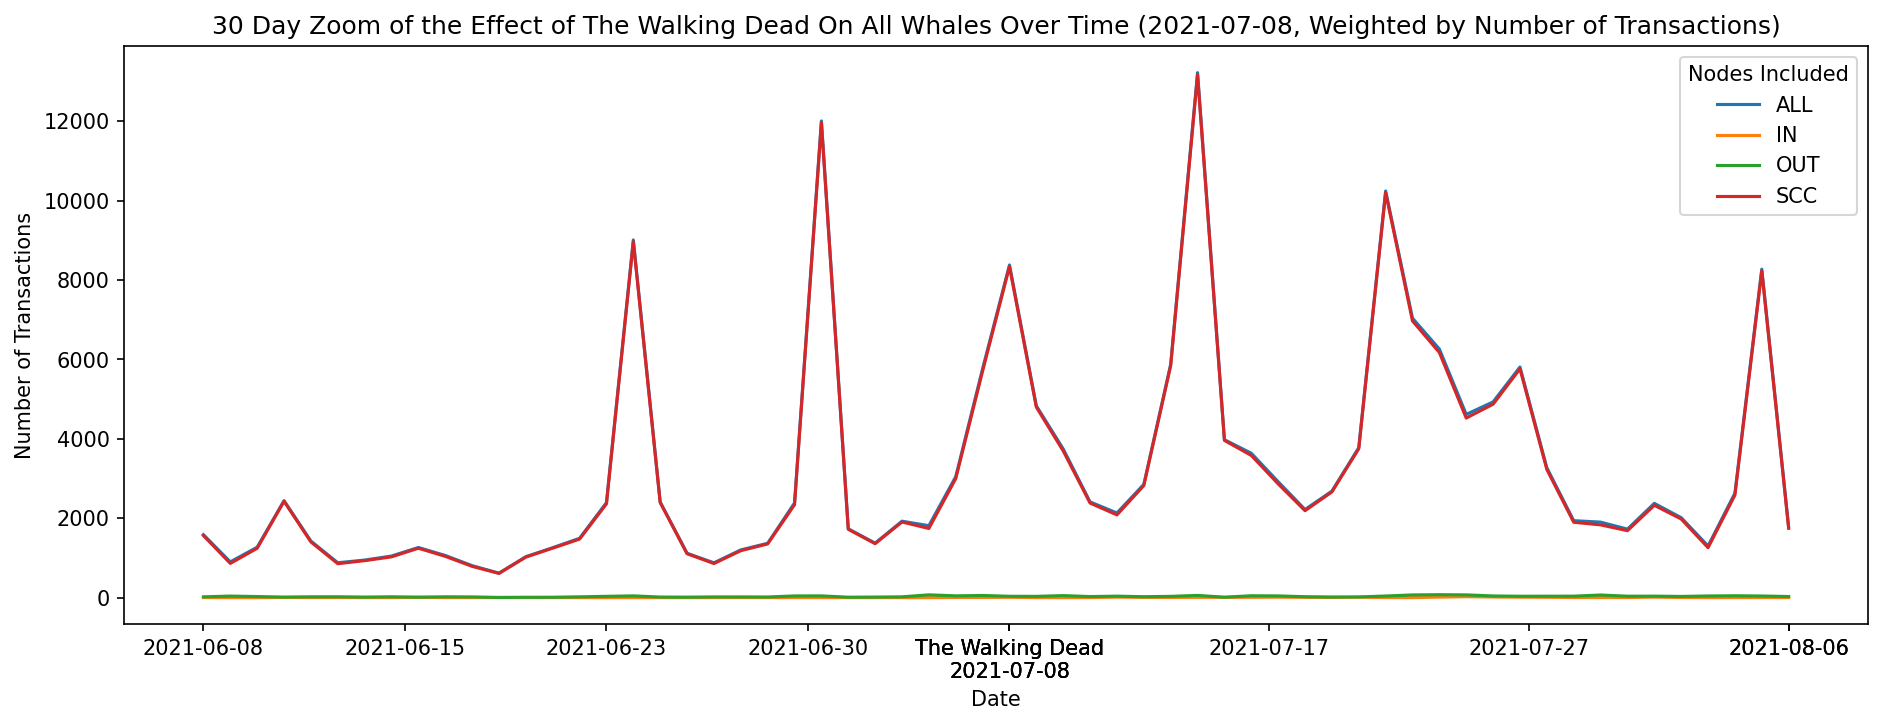 30 Day Zoom of the Effect of The Walking Dead On All Whales Over Time (2021-07-08, Weighted by Number of Transactions)
Nodes Included
ALL
IN
OUT
SCC
Number of Transactions
12000
10000
8000
6000
4000
2000
0
2021-06-08
2021-06-15
2021-06-23
2021-06-30
The Walking Dead
2021-07-08
2021-07-17
2021-07-27
2021-08-06
Date